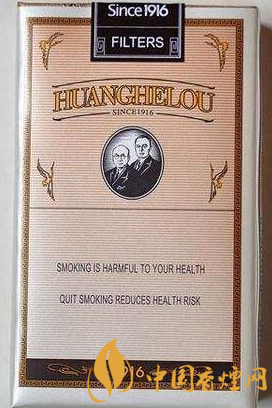 Since1916
FILTERS
HUANGHELOU
SINCE1916
SMOKING IS HARMFUL TO YOUR HEALTH
QUIT SMOKING REDUCES HEALTH RISK
中国香烟网